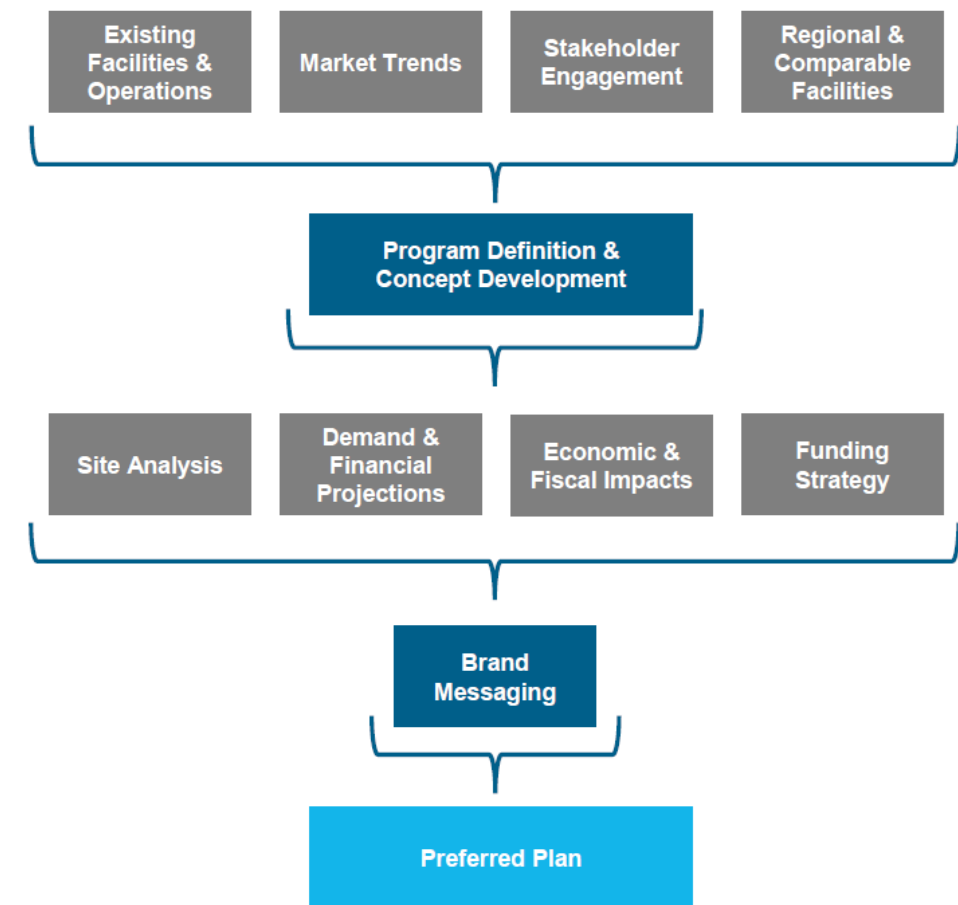 Existing
Facilities &
Operations
Market Trends
Stakeholder
Engagement
Regional &
Comparable
Facilities
Program Definition &
Concept Development
Site Analysis
Demand &
Financial
Projections
Economic &
Fiscal Impacts
Funding
Strategy
Brand
Messaging
Preferred Plan